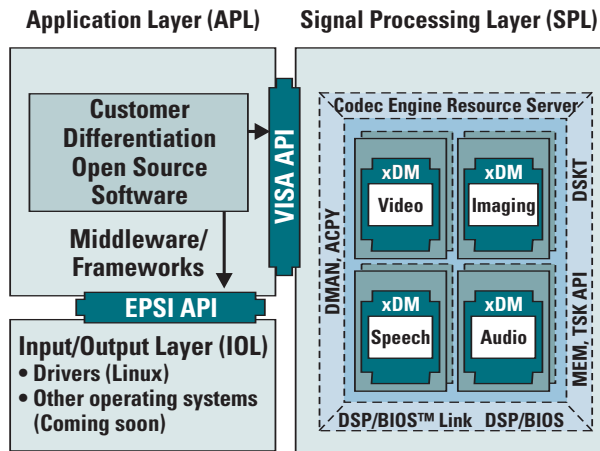 Application Layer (APL)
Signal Processing Layer (SPL)
Customer
Differentiation
Open Source
Software
Middleware/
Frameworks
VISA API
EPSI API
Input/Output Layer (IOL)
• Drivers (Linux)
• Other operating systems
(Coming soon)
Codec Engine Resource Server
DMAN, ACPY
xDM
Video
xDM
Imaging
xDM
Speech
xDM
Audio
DSKT
MEM, TSK API
DSP/BIOS™ Link DSP/BIOS